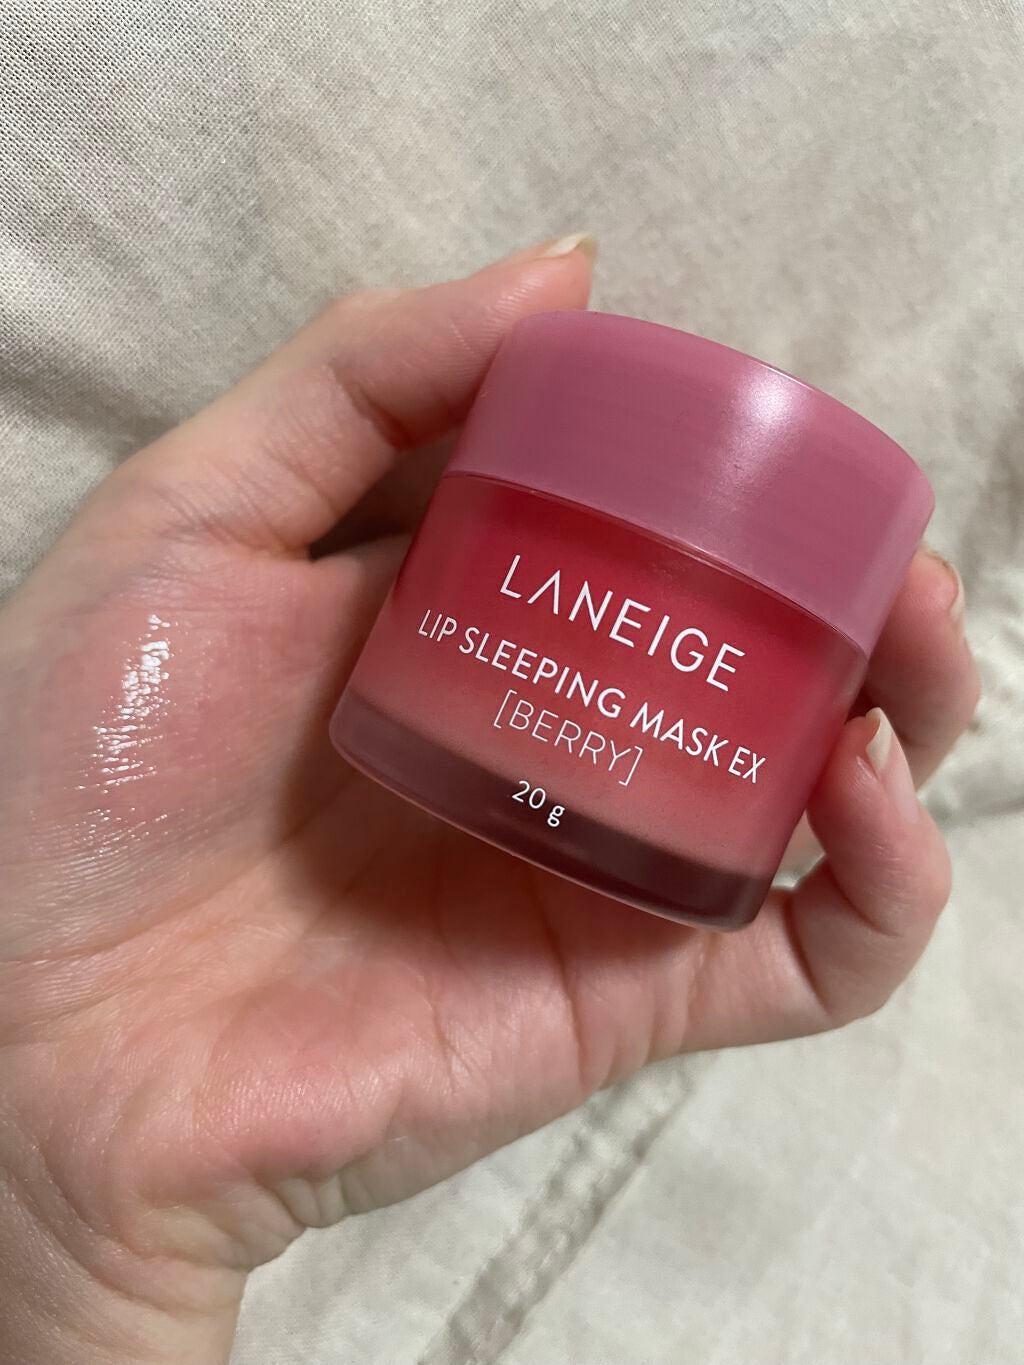 LANEIGE
LIP SLEEPING MASK EX
[BERRY]
20 g